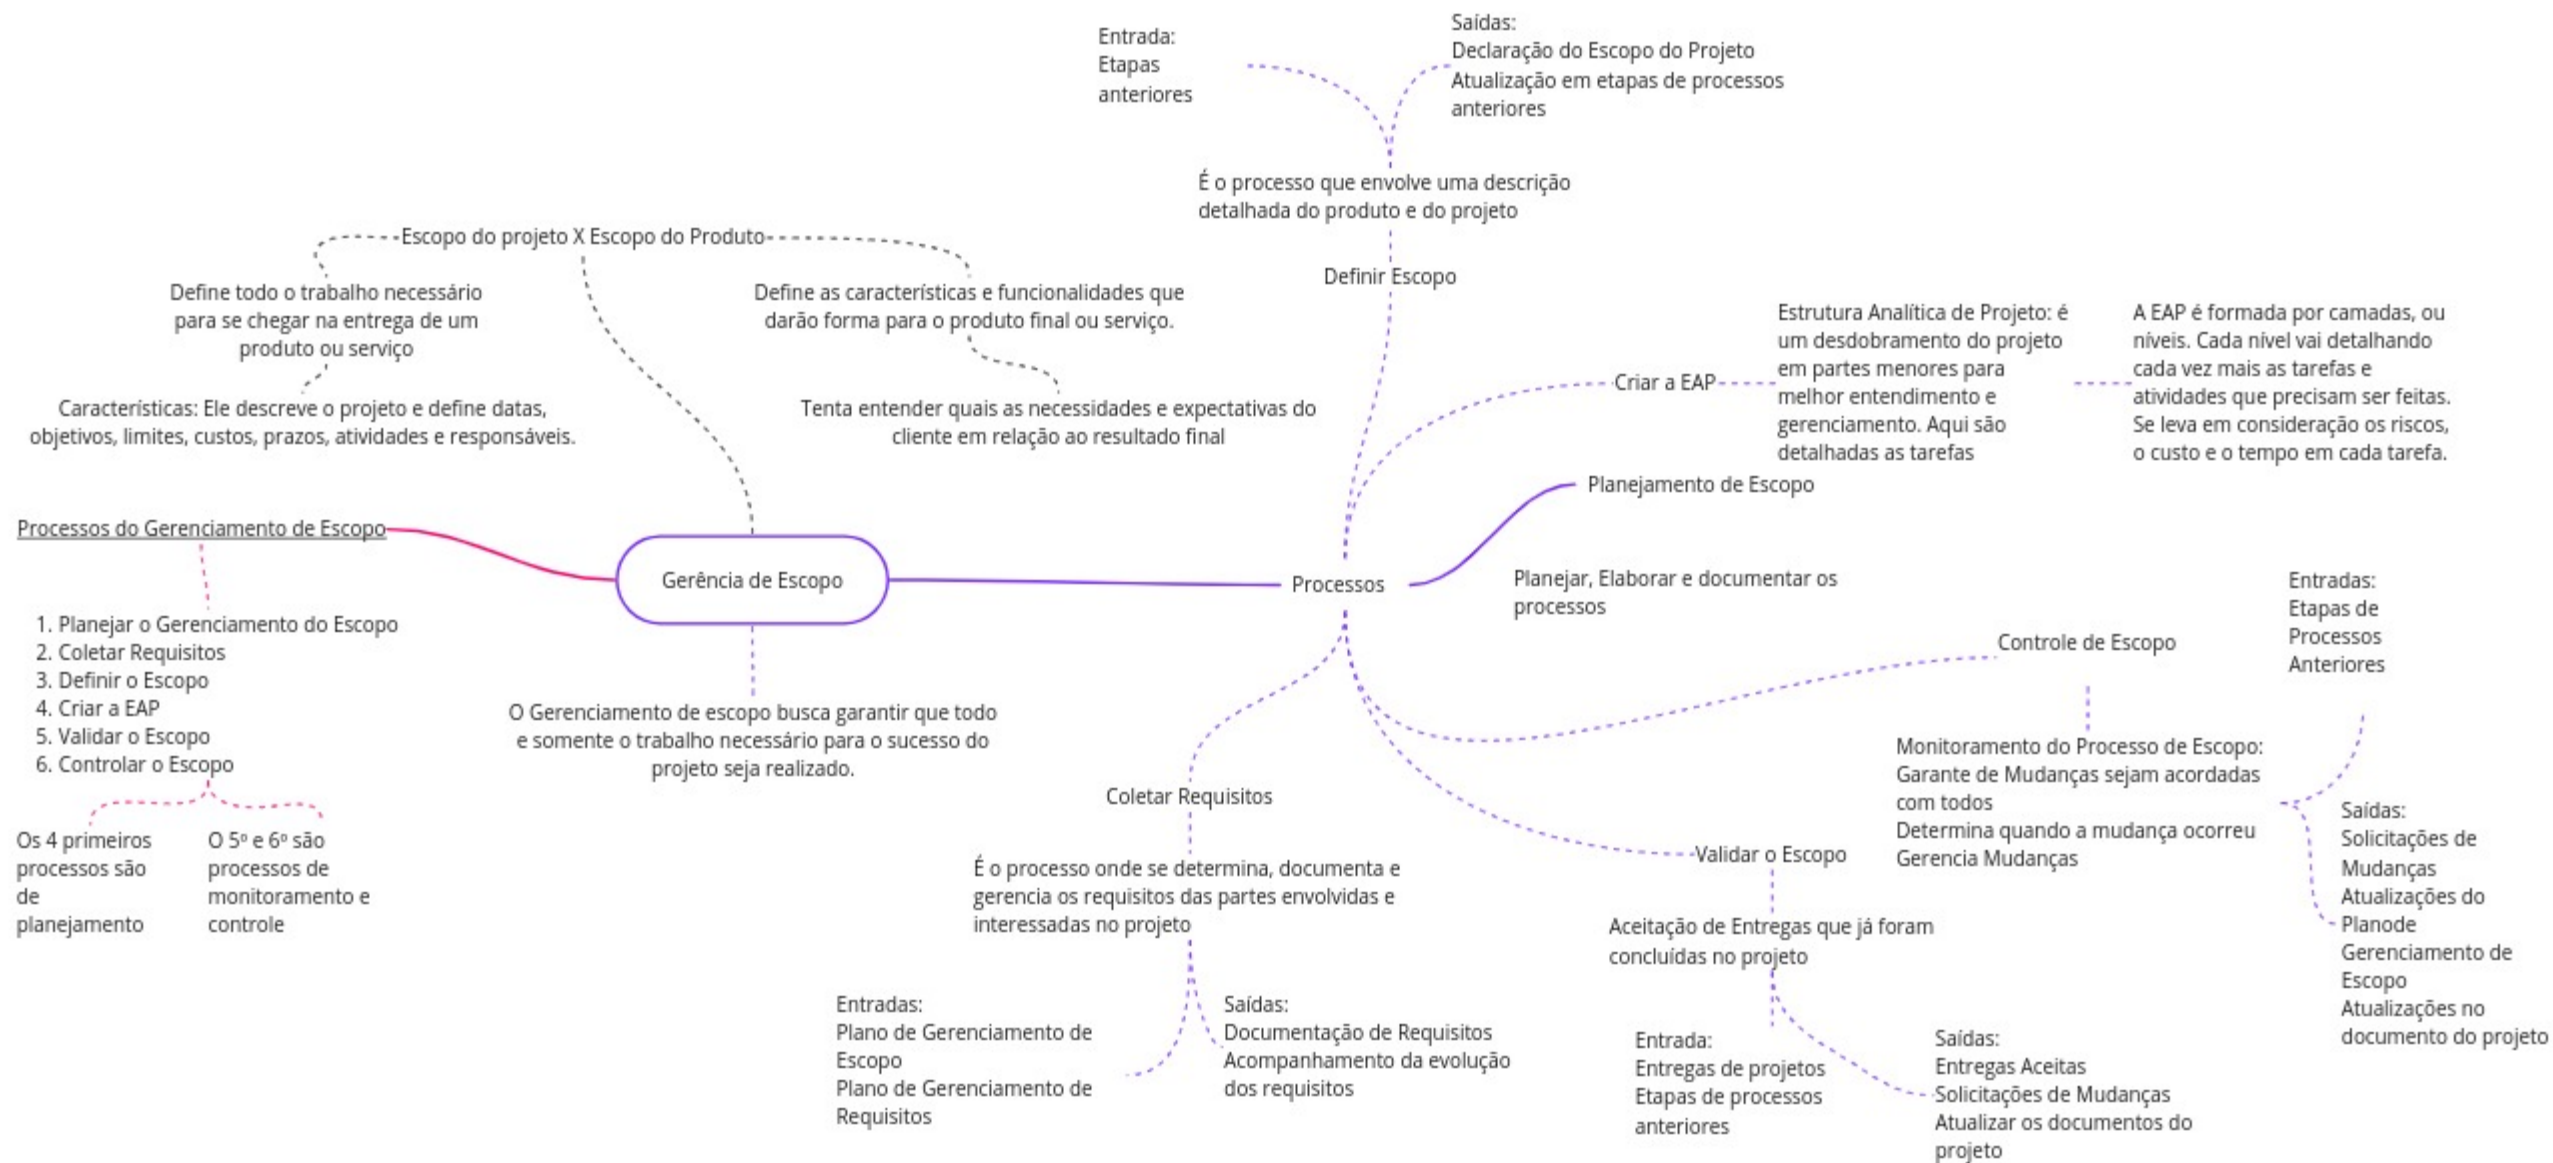 Entrada:
Etapas
anteriores
Saídas:
Declaração do Escopo do Projeto
Atualização em etapas de processos
anteriores
É o processo que envolve uma descrição
detalhada do produto e do projeto
Definir Escopo
Escopo do projeto X Escopo do Produto
Define todo o trabalho necessário
para se chegar na entrega de um
produto ou serviço
Características: Ele descreve o projeto e define datas,
objetivos, limites, custos, prazos, atividades e responsáveis.
Define as características e funcionalidades que
darão forma para o produto final ou serviço.
Tenta entender quais as necessidades e expectativas do
cliente em relação ao resultado final
Criar a EAP
Estrutura Analítica de Projeto: é
um desdobramento do projeto
em partes menores para
melhor entendimento e
gerenciamento. Aqui são
detalhadas as tarefas
A EAP é formada por camadas, ou
níveis. Cada nível vai detalhando
cada vez mais as tarefas e
atividades que precisam ser feitas.
Se leva em consideração os riscos,
o custo e o tempo em cada tarefa.
Planejamento de Escopo
Processos do Gerenciamento de Escopo
Gerência de Escopo
Processos
Planejar, Elaborar e documentar os
processos
1. Planejar o Gerenciamento do Escopo
2. Coletar Requisitos
3. Definir o Escopo
4. Criar a EAP
5. Validar o Escopo
6. Controlar o Escopo
Os 4 primeiros
processos são
de
planejamento
O 5º e 6º são
processos de
monitoramento e
controle
O Gerenciamento de escopo busca garantir que todo
e somente o trabalho necessário para o sucesso do
projeto seja realizado.
Coletar Requisitos
É o processo onde se determina, documenta e
gerencia os requisitos das partes envolvidas e
interessadas no projeto
Entradas:
Plano de Gerenciamento de
Escopo
Plano de Gerenciamento de
Requisitos
Saídas:
Documentação de Requisitos
Acompanhamento da evolução
dos requisitos
Controle de Escopo
Monitoramento do Processo de Escopo:
Garante de Mudanças sejam acordadas
com todos
Determina quando a mudança ocorreu
Gerencia Mudanças
Entradas:
Etapas de
Processos
Anteriores
Saídas:
Solicitações de
Mudanças
Atualizações do
Planode
Gerenciamento de
Escopo
Atualizações no
documento do projeto
Validar o Escopo
Aceitação de Entregas que já foram
concluídas no projeto
Entrada:
Entregas de projetos
Etapas de processos
anteriores
Saídas:
Entregas Aceitas
Solicitações de Mudanças
Atualizar os documentos do
projeto